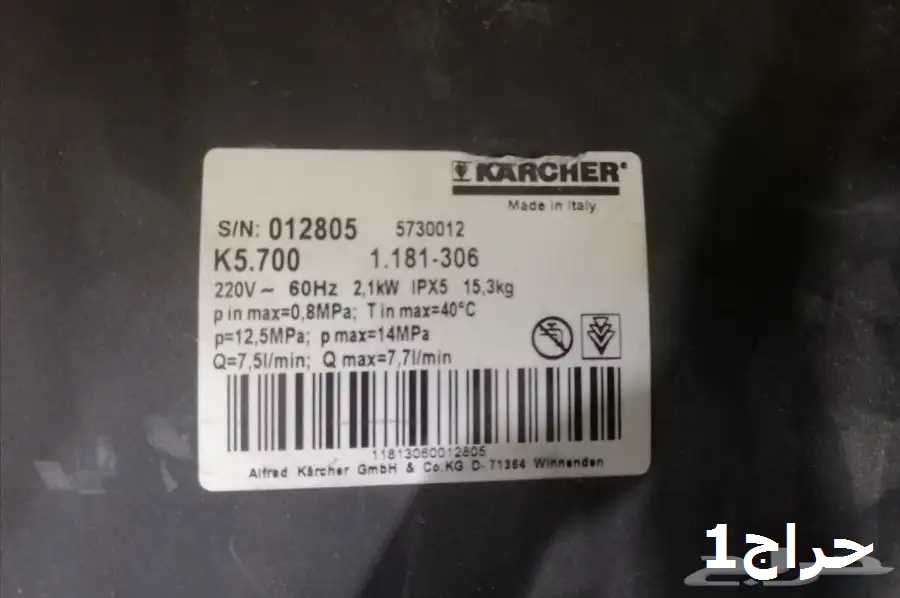 KÄRCHER®
Made in Italy
S/N: 012805 5730012
K5.700 1.181-306
220V ~ 60Hz 2,1kW IPX5 15,3kg
p in max=0,8MPa; T in max=40°C
p=12,5MPa; p max=14MPa
Q=7,5l/min; Q max=7,7l/min
11813060012805
Alfred Kärcher GmbH & Co.KG D-71364 Winnenden
حراج1
حراج